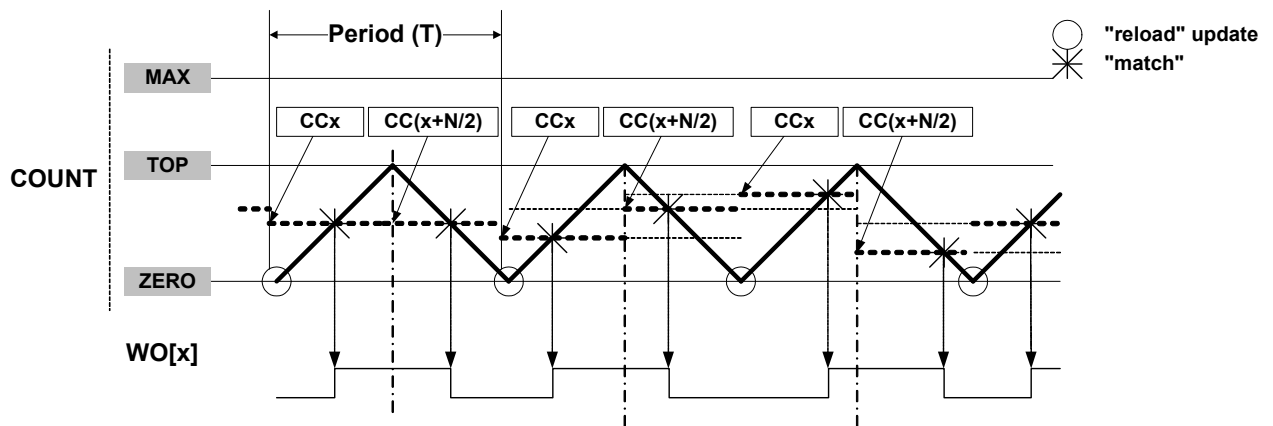 Period (T)
"reload" update
"match"
MAX
CCx
CC(x+N/2)
CCx
CC(x+N/2)
CCx
CC(x+N/2)
TOP
COUNT
ZERO
WO[x]